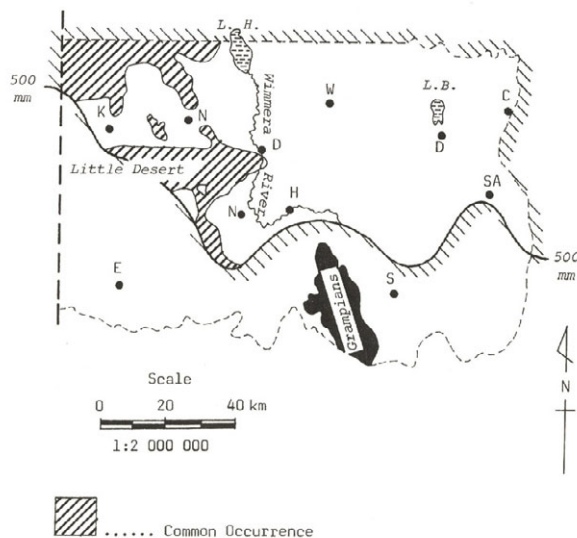 L. H.
500
mm
W
L.B.
C
K
N
Wimmera
D
D
Little Desert
River
SA
N
H
500
mm
E
S
Grampians
Scale
0 20 40 km
1:2 000 000
N
...... Common Occurrence